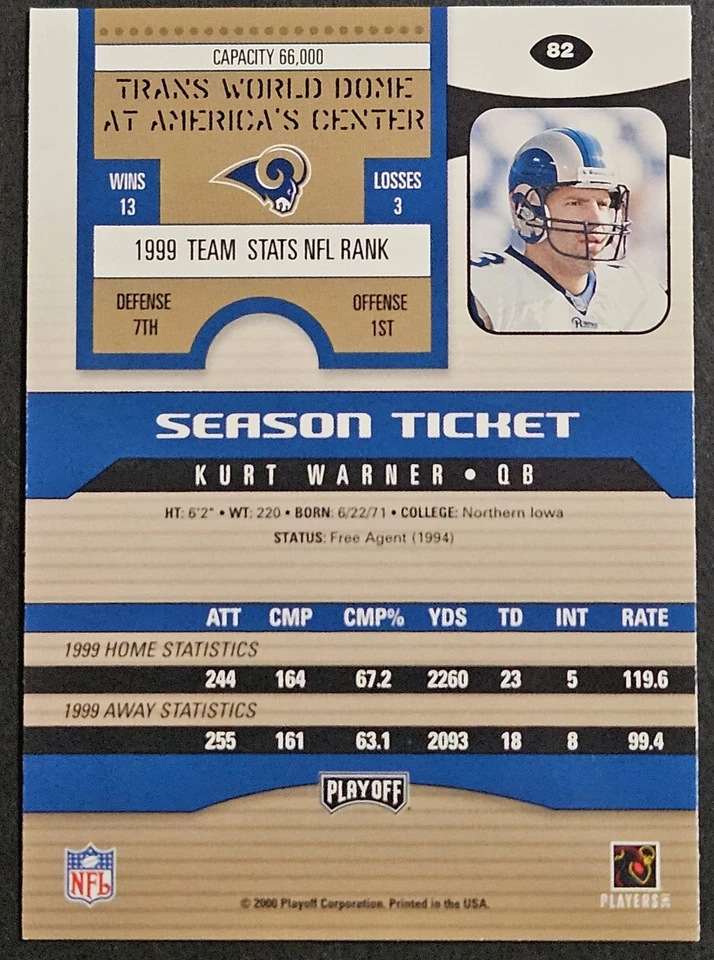 CAPACITY 66,000
82
TRANS WORLD DOME
AT AMERICA'S CENTER
WINS
13
LOSSES
3
1999 TEAM STATS NFL RANK
DEFENSE
7TH
OFFENSE
1ST
SEASON TICKET
KURT WARNER • QB
HT: 6'2" • WT: 220 • BORN: 6/22/71 • COLLEGE: Northern Iowa
STATUS: Free Agent (1994)
ATT CMP CMP% YDS TD INT RATE
1999 HOME STATISTICS
244 164 67.2 2260 23 5 119.6
1999 AWAY STATISTICS
255 161 63.1 2093 18 8 99.4
PLAYOFF
NFL
© 2000 Playoff Corporation. Printed in the USA.
PLAYERS INC